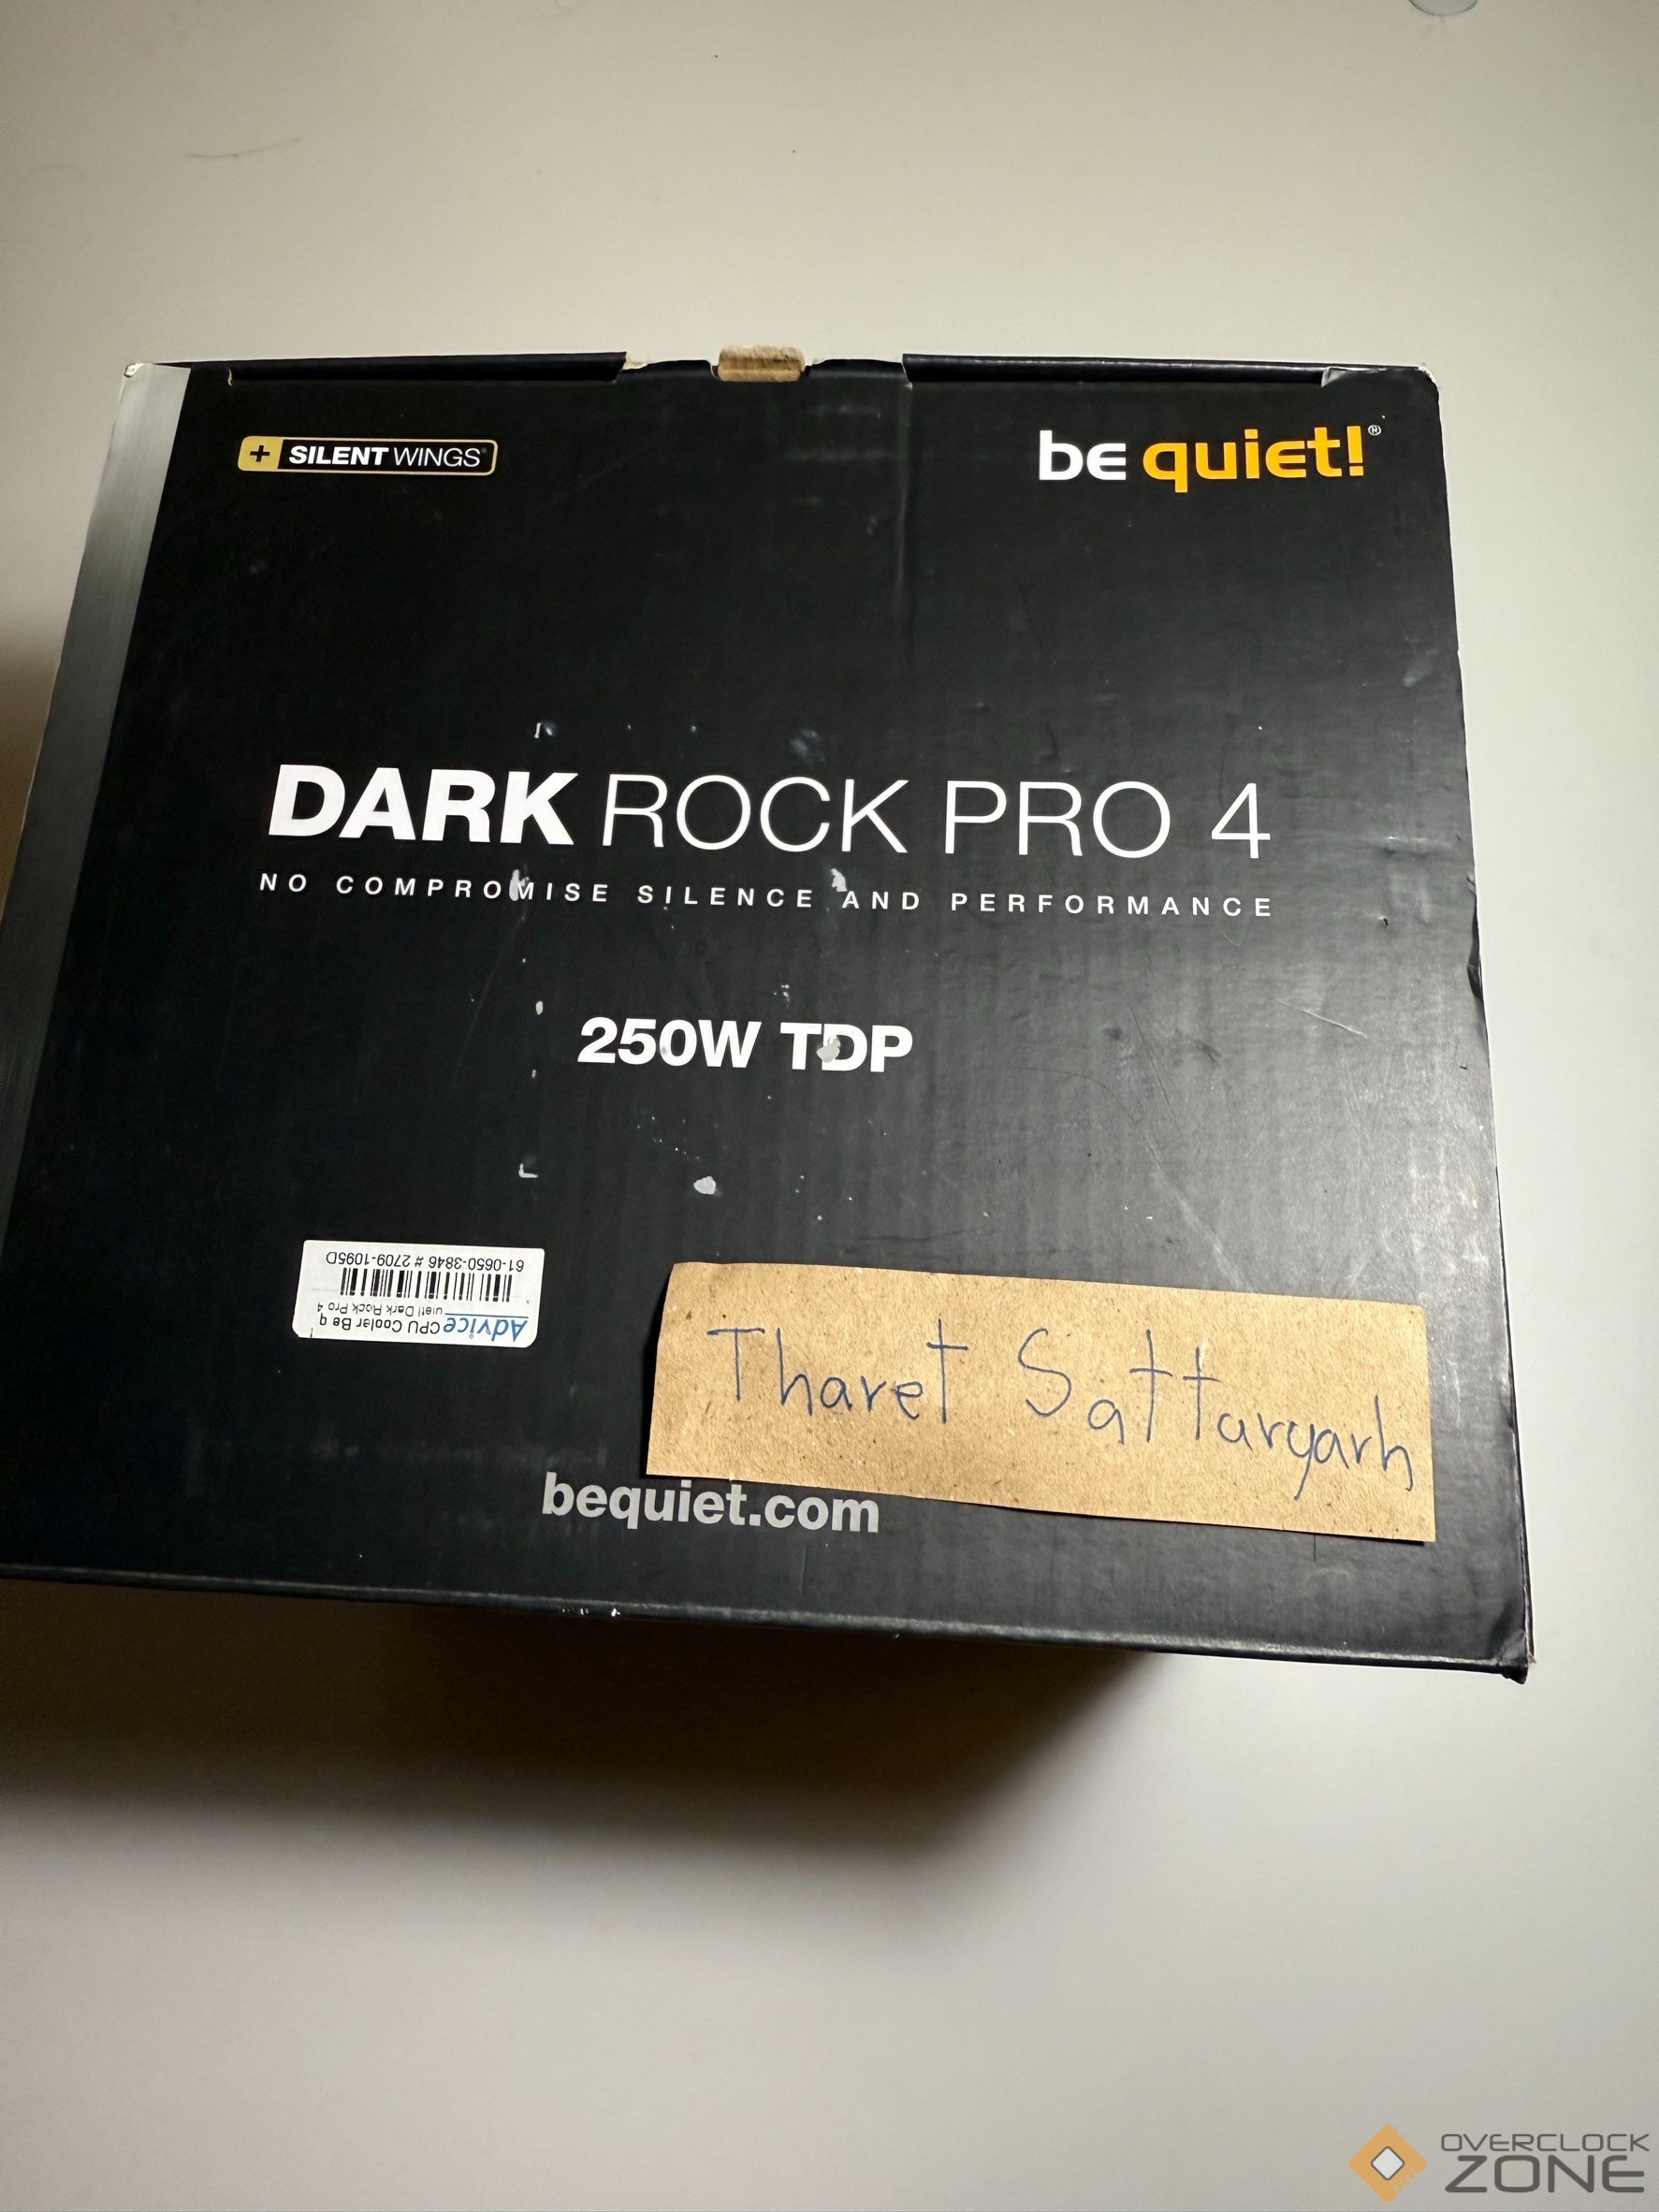 + SILENT WINGS®
be quiet!®
DARK ROCK PRO 4
NO COMPROMISE SILENCE AND PERFORMANCE
250W TDP
Advice CPU Cooler Be q
uiet! Dark Rock Pro 4
61-0650-3846 # 2709-1095D
Tharet Sattaryarh
bequiet.com
OVERCLOCK
ZONE